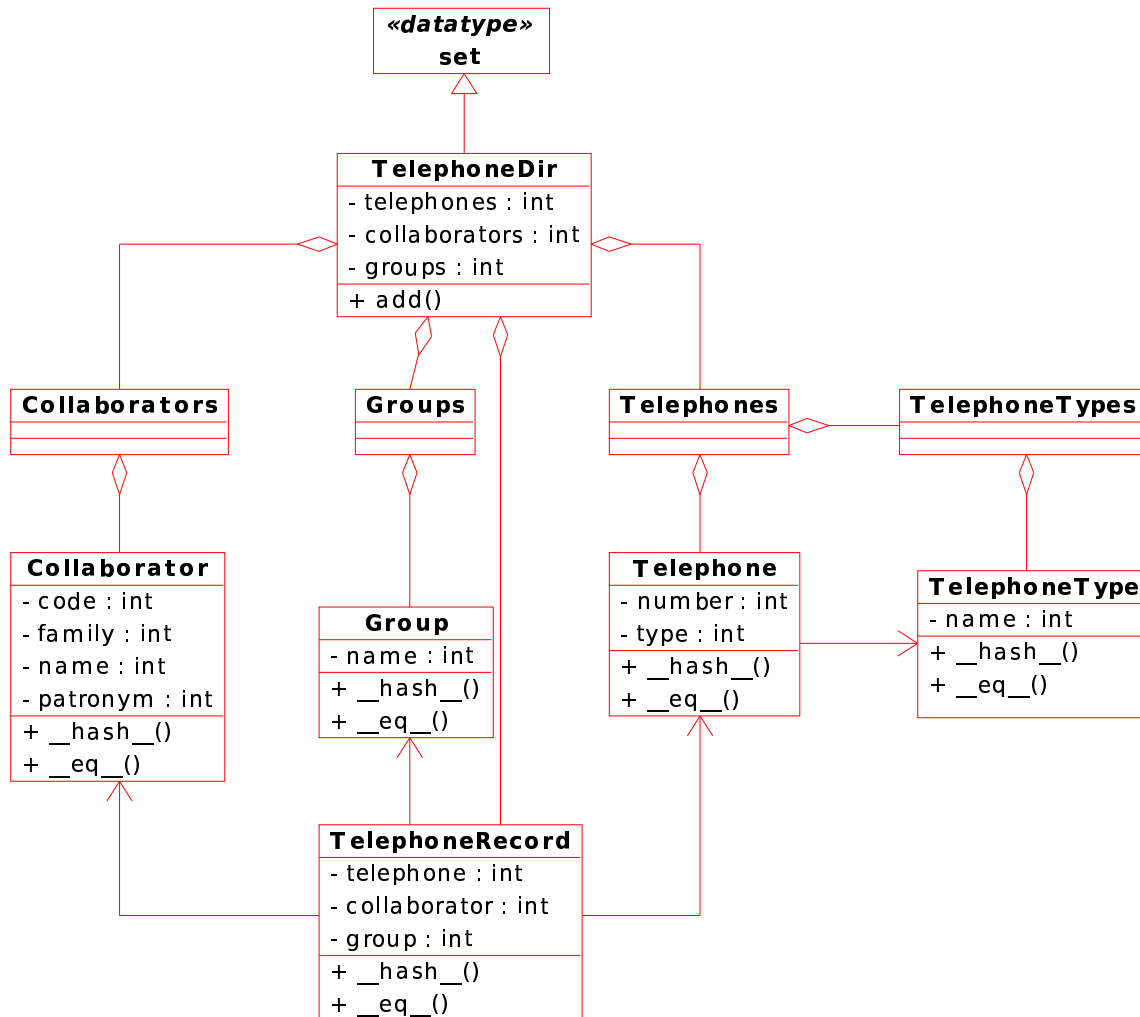 «datatype»
set
TelephoneDir
- telephones : int
- collaborators : int
- groups : int
+ add()
Collaborators
Groups
Telephones
TelephoneTypes
Collaborator
- code : int
- family : int
- name : int
- patronym : int
+ __hash__()
+ __eq__()
Group
- name : int
+ __hash__()
+ __eq__()
Telephone
- number : int
- type : int
+ __hash__()
+ __eq__()
TelephoneType
- name : int
+ __hash__()
+ __eq__()
TelephoneRecord
- telephone : int
- collaborator : int
- group : int
+ __hash__()
+ __eq__()